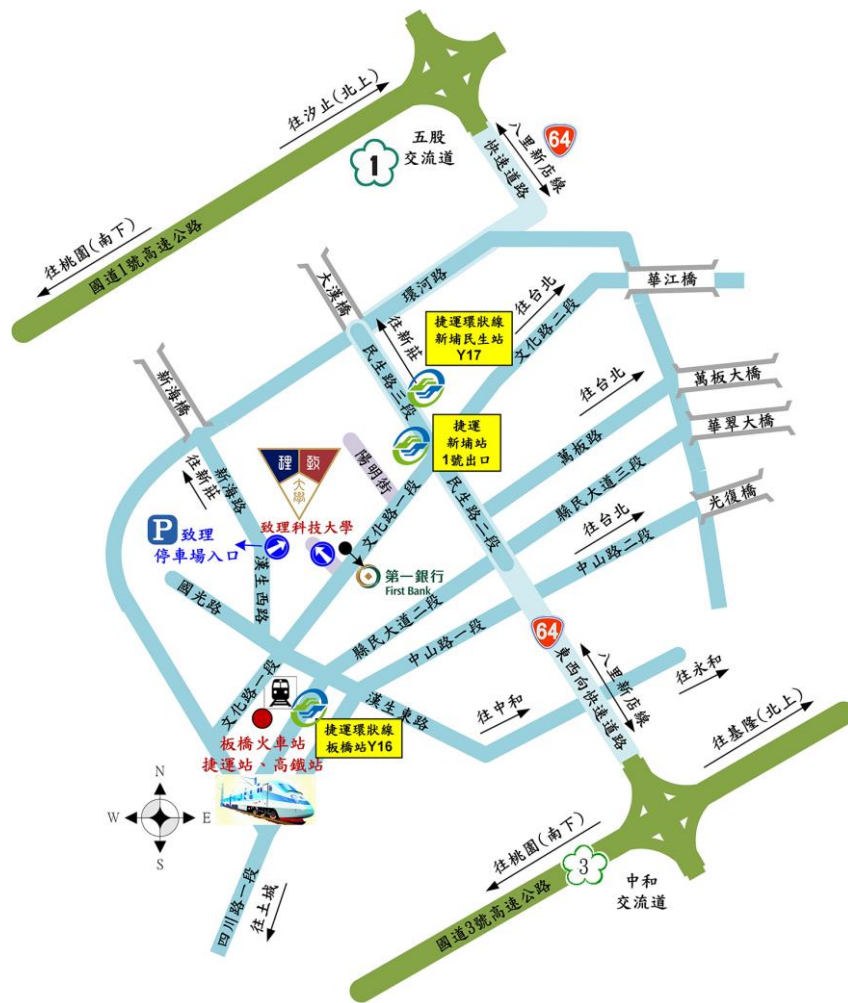 往汐止(北上)
五股
交流道
1
64
八里新店線
快速道路
往桃園(南下)
國道1號高速公路
大漢橋
環河路
華江橋
往新莊
捷運環狀線
新埔民生站
Y17
往台北
文化路二段
民生路三段
新海橋
往台北
萬板大橋
捷運
新埔站
1號出口
華翠大橋
萬板路
陽明街
理 致
大學
往新莊
新海路
民生路二段
縣民大道三段
光復橋
致理科技大學
文化路一段
往台北
P 致理
停車場入口
漢生西路
中山路二段
第一銀行
First Bank
國光路
縣民大道二段
中山路一段
64
東西向快速道路
八里新店線
文化路一段
漢生東路
往中和
往永和
捷運環狀線
板橋站Y16
板橋火車站
捷運站、高鐵站
往基隆(北上)
N
W E
S
往桃園(南下)
3
中和
交流道
國道3號高速公路
四川路一段
往土城